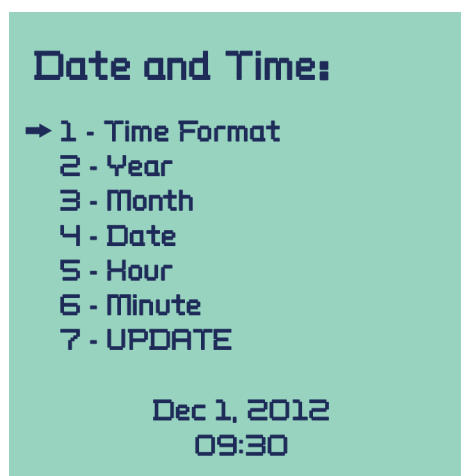 Date and Time:
1 - Time Format
2 - Year
3 - Month
4 - Date
5 - Hour
6 - Minute
7 - UPDATE
Dec 1, 2012
09:30